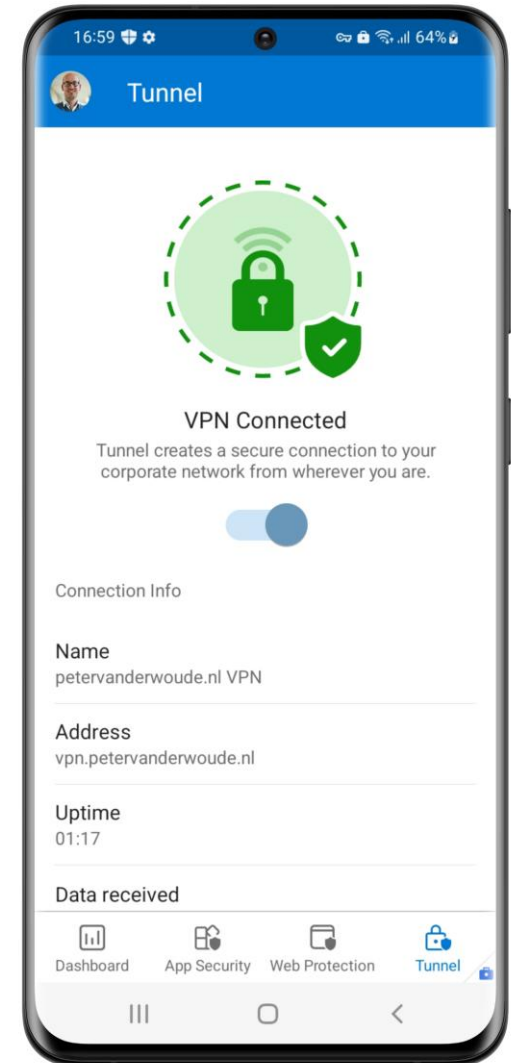 16:59 64%
Tunnel
VPN Connected
Tunnel creates a secure connection to your
corporate network from wherever you are.
Connection Info
Name
petervanderwoude.nl VPN
Address
vpn.petervanderwoude.nl
Uptime
01:17
Data received
Dashboard App Security Web Protection Tunnel